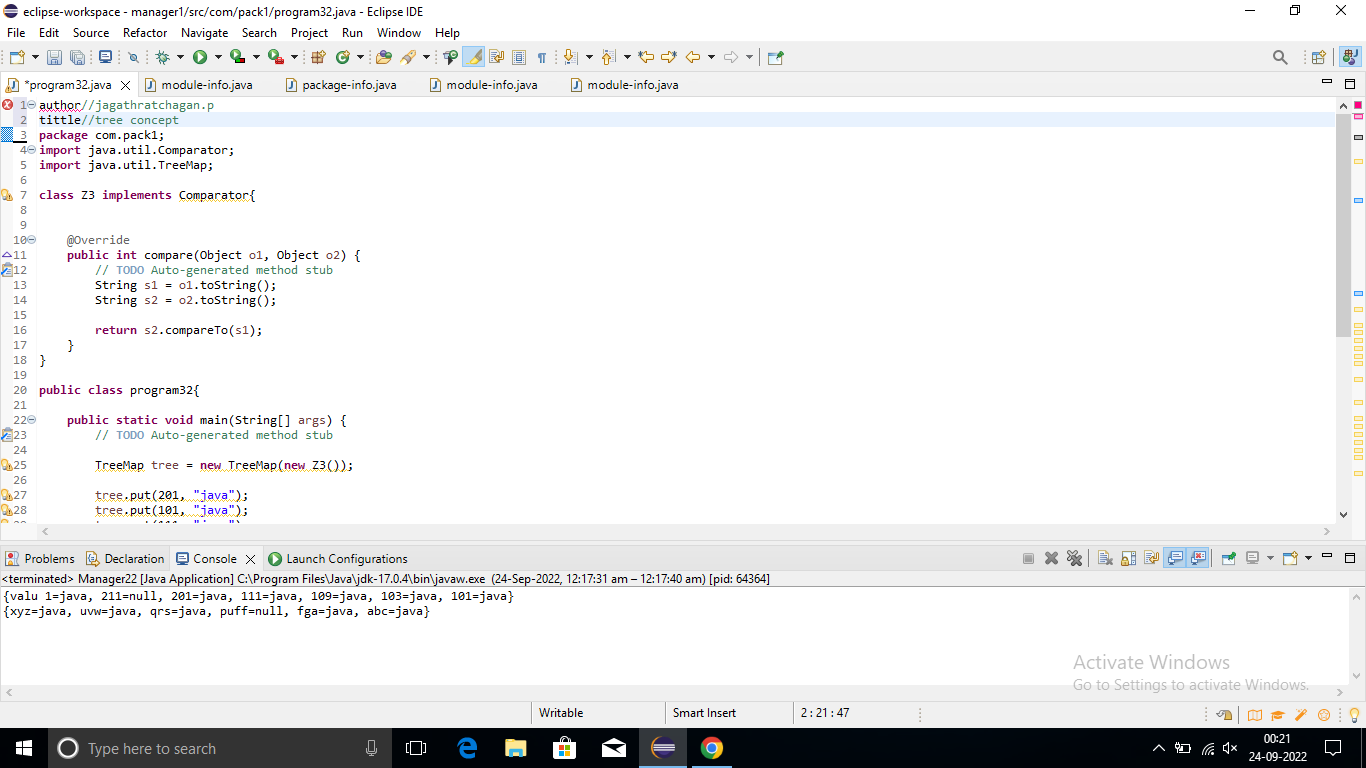 eclipse-workspace - manager1/src/com/pack1/program32.java - Eclipse IDE
File Edit Source Refactor Navigate Search Project Run Window Help
*program32.java module-info.java package-info.java module-info.java module-info.java
1 author//jagathratchagan.p
2 tittle//tree concept
3 package com.pack1;
4 import java.util.Comparator;
5 import java.util.TreeMap;
6
7 class Z3 implements Comparator{
8
9
10 @Override
11 public int compare(Object o1, Object o2) {
12 // TODO Auto-generated method stub
13 String s1 = o1.toString();
14 String s2 = o2.toString();
15
16 return s2.compareTo(s1);
17 }
18 }
19
20 public class program32{
21
22 public static void main(String[] args) {
23 // TODO Auto-generated method stub
24
25 TreeMap tree = new TreeMap(new Z3());
26
27 tree.put(201, "java");
28 tree.put(101, "java");
Problems Declaration Console Launch Configurations
<terminated> Manager22 [Java Application] C:\Program Files\Java\jdk-17.0.4\bin\javaw.exe (24-Sep-2022, 12:17:31 am – 12:17:40 am) [pid: 64364]
{valu 1=java, 211=null, 201=java, 111=java, 109=java, 103=java, 101=java}
{xyz=java, uvw=java, qrs=java, puff=null, fga=java, abc=java}
Activate Windows
Go to Settings to activate Windows.
Writable Smart Insert 2 : 21 : 47
Type here to search
00:21
24-09-2022